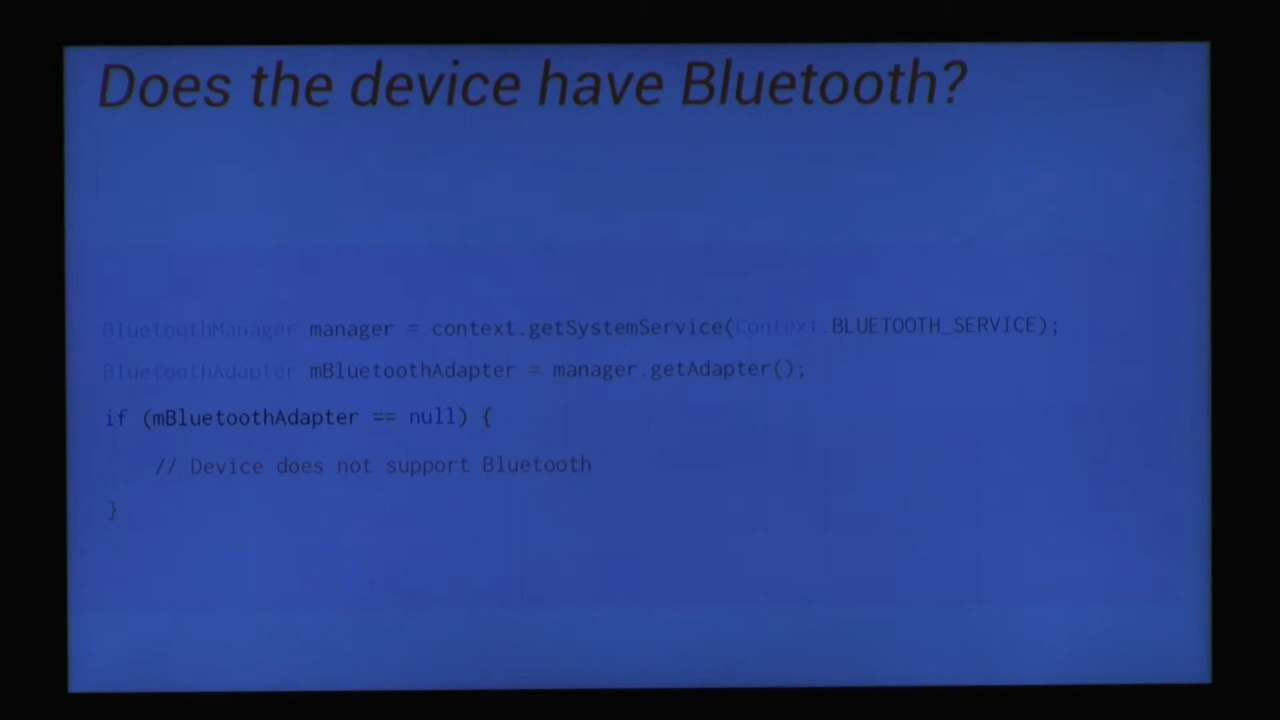 Does the device have Bluetooth?
BluetoothManager manager = context.getSystemService(Context.BLUETOOTH_SERVICE);
BluetoothAdapter mBluetoothAdapter = manager.getAdapter();
if (mBluetoothAdapter == null) {
// Device does not support Bluetooth
}